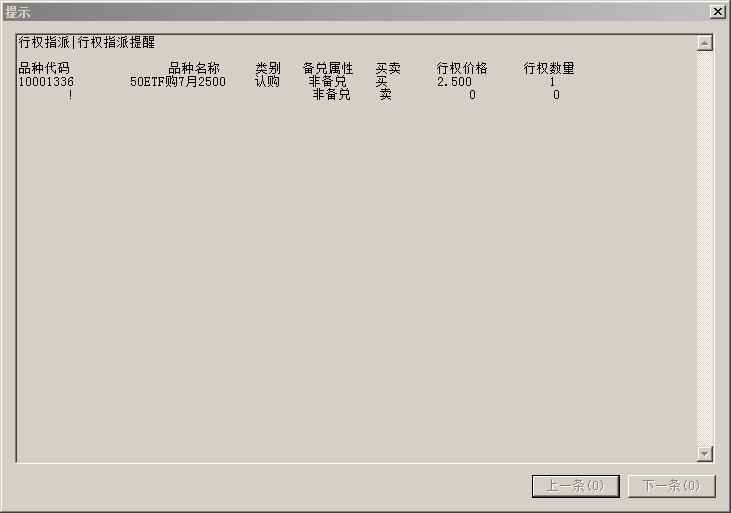 提示
行权指派|行权指派提醒
品种代码 品种名称 类别 备兑属性 买卖 行权价格 行权数量
10001336 50ETF购7月2500 认购 非备兑 买 2.500 1
! 非备兑 卖 0 0
上一条(0) 下一条(0)